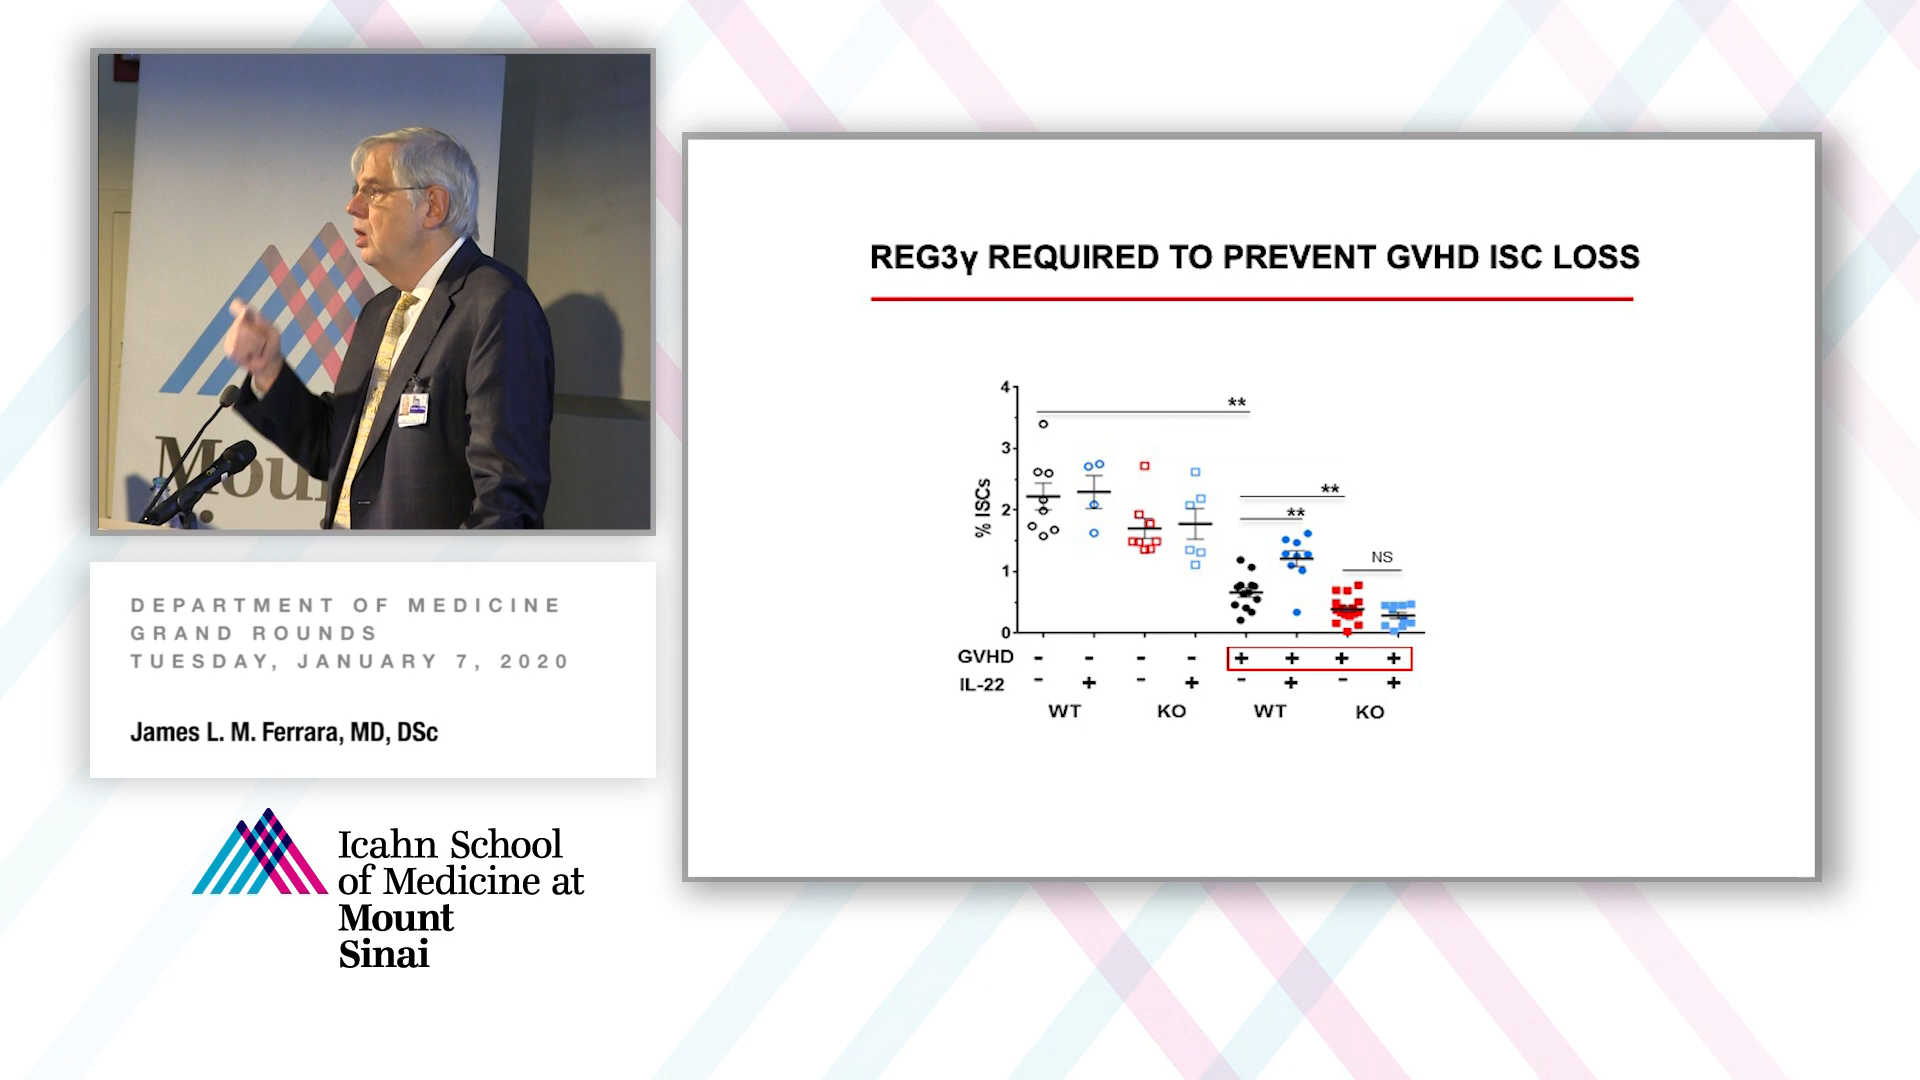 Mou
DEPARTMENT OF MEDICINE
GRAND ROUNDS
TUESDAY, JANUARY 7, 2020
James L. M. Ferrara, MD, DSc
Icahn School
of Medicine at
Mount
Sinai
REG3γ REQUIRED TO PREVENT GVHD ISC LOSS
% ISCs
4
3
2
1
0
**
**
**
NS
GVHD - - - - + + + +
IL-22 - + - + - + - +
WT KO WT KO